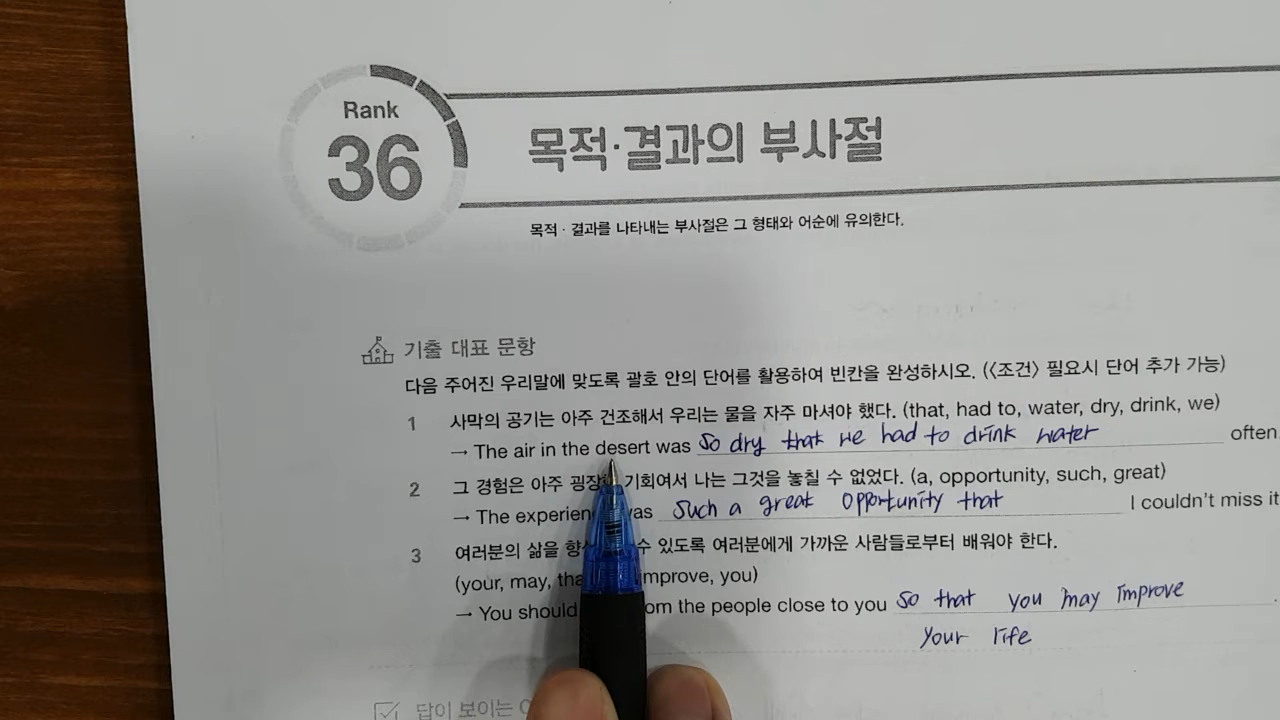 Rank
36
목적·결과의 부사절
목적 · 결과를 나타내는 부사절은 그 형태와 어순에 유의한다.
기출 대표 문항
다음 주어진 우리말에 맞도록 괄호 안의 단어를 활용하여 빈칸을 완성하시오. (〈조건〉 필요시 단어 추가 가능)
1 사막의 공기는 아주 건조해서 우리는 물을 자주 마셔야 했다. (that, had to, water, dry, drink, we)
→ The air in the desert was so dry that we had to drink water often
2 그 경험은 아주 굉장한 기회여서 나는 그것을 놓칠 수 없었다. (a, opportunity, such, great)
→ The experien as such a great opportunity that I couldn't miss it
3 여러분의 삶을 수 있도록 여러분에게 가까운 사람들로부터 배워야 한다.
(your, may, improve, you)
→ You should om the people close to you so that you may improve
your life
답이 보이는